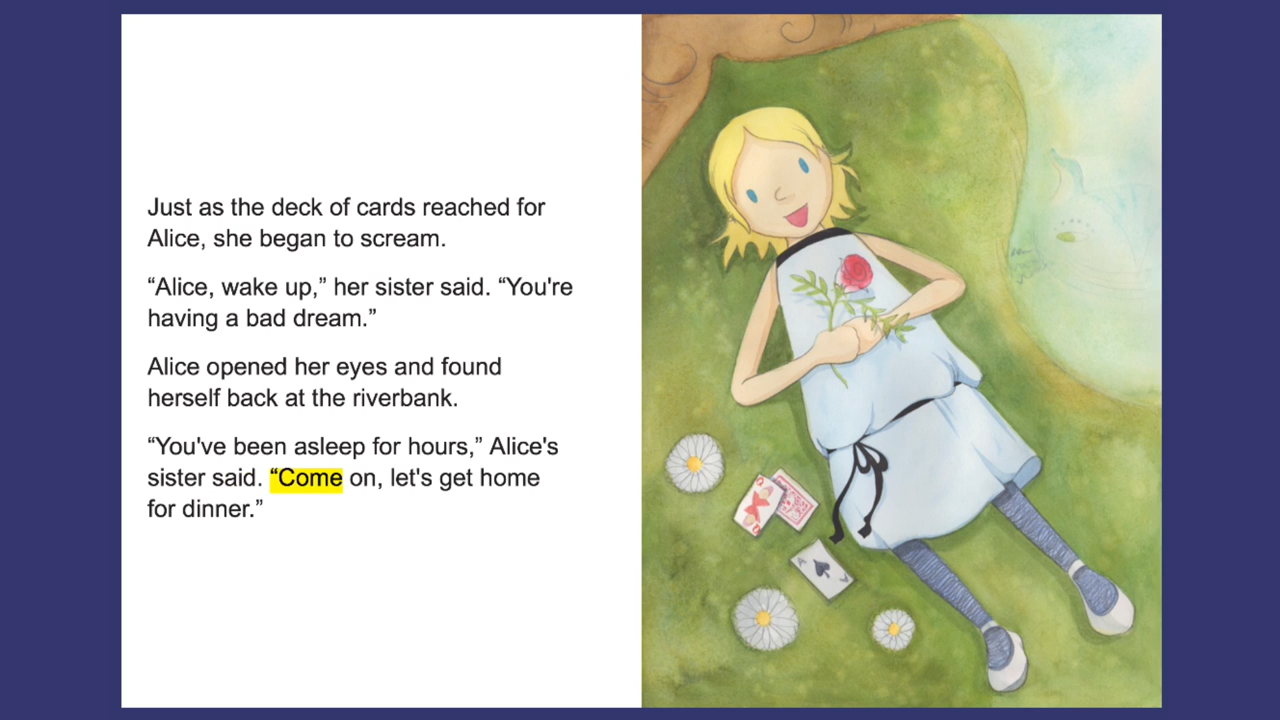 Just as the deck of cards reached for
Alice, she began to scream.
“Alice, wake up,” her sister said. “You're
having a bad dream.”
Alice opened her eyes and found
herself back at the riverbank.
“You've been asleep for hours,” Alice's
sister said. “Come on, let's get home
for dinner.”
Q
Q
A
A